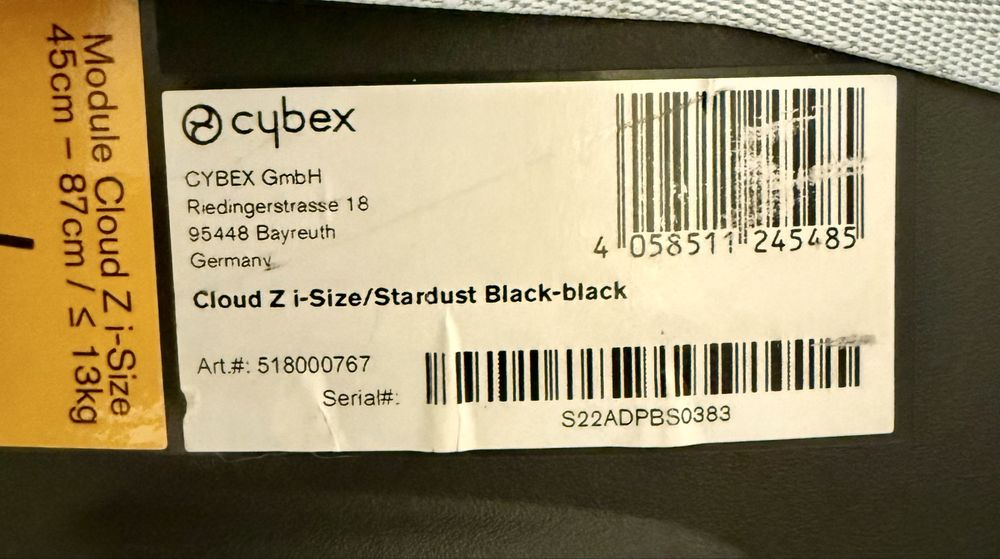 Module Cloud Z i-Size
45cm – 87cm / ≤ 13kg
cybex
CYBEX GmbH
Riedingerstrasse 18
95448 Bayreuth
Germany
4 058511 245485
Cloud Z i-Size/Stardust Black-black
Art.#: 518000767
Serial#:
S22ADPBS0383